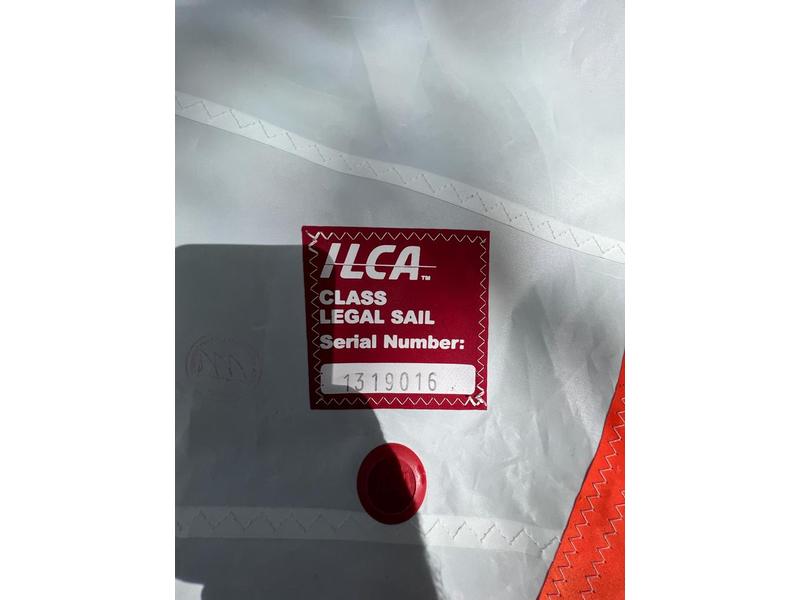 ILCA™
CLASS
LEGAL SAIL
Serial Number:
1319016